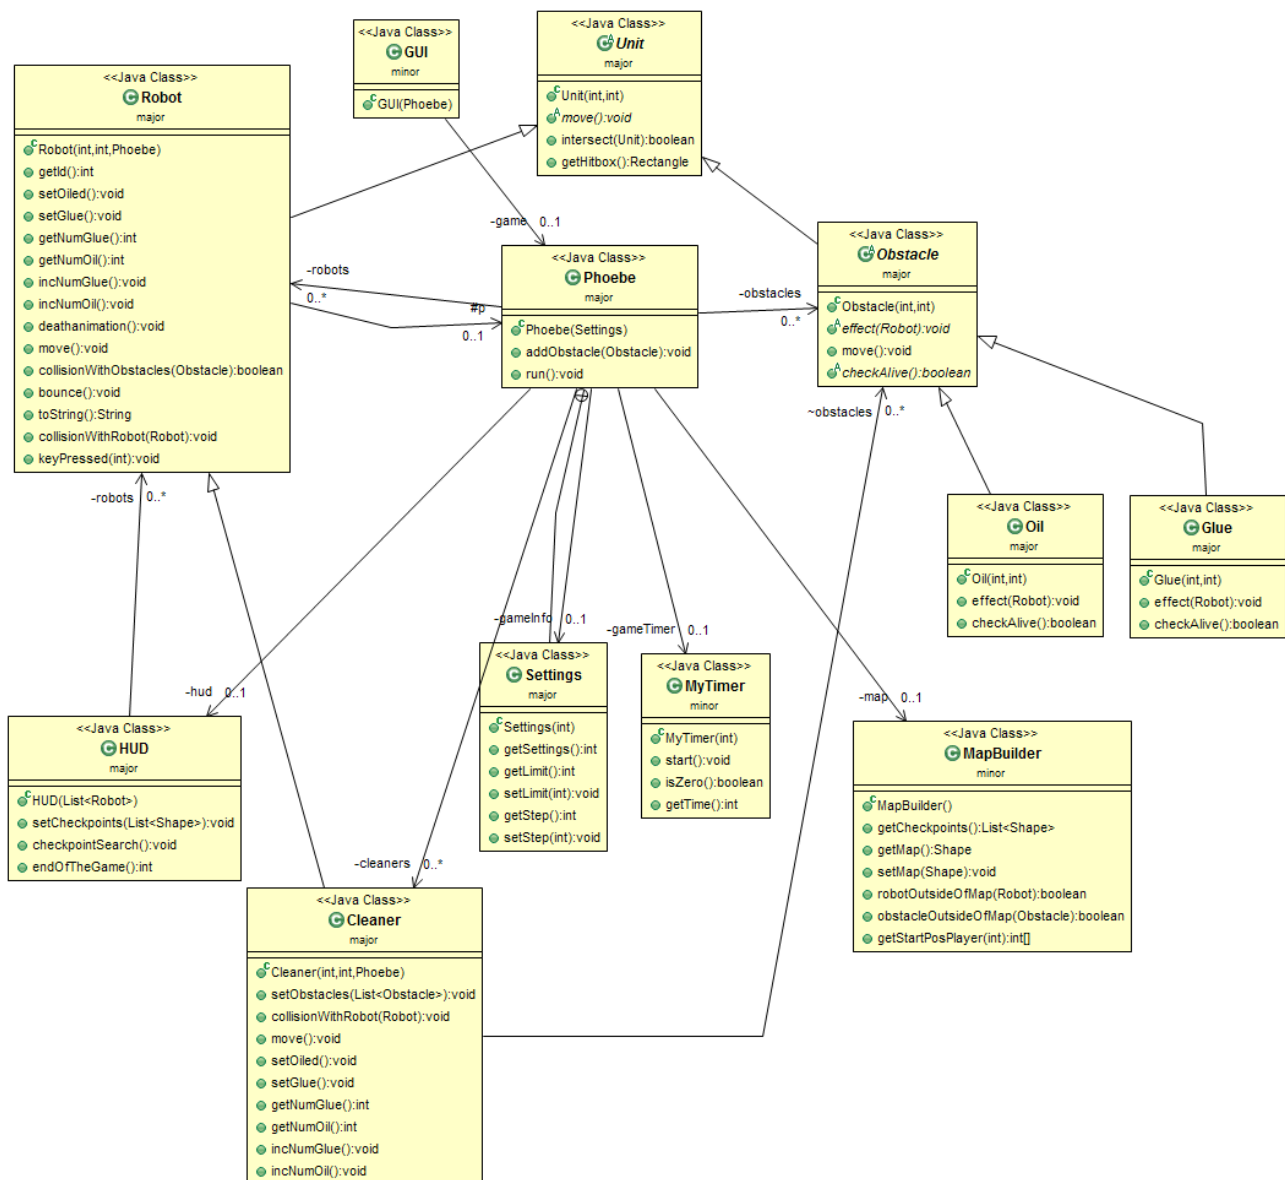 <<Java Class>>
GUI
minor
GUI(Phoebe)
<<Java Class>>
Unit
major
Unit(int,int)
move():void
intersect(Unit):boolean
getHitbox():Rectangle
<<Java Class>>
Robot
major
Robot(int,int,Phoebe)
getId():int
setOiled():void
setGlue():void
getNumGlue():int
getNumOil():int
incNumGlue():void
incNumOil():void
deathanimation():void
move():void
collisionWithObstacles(Obstacle):boolean
bounce():void
toString():String
collisionWithRobot(Robot):void
keyPressed(int):void
-game 0..1
<<Java Class>>
Phoebe
major
Phoebe(Settings)
addObstacle(Obstacle):void
run():void
-robots
0..*
#p
0..1
-obstacles
0..*
<<Java Class>>
Obstacle
major
Obstacle(int,int)
effect(Robot):void
move():void
checkAlive():boolean
~obstacles 0..*
-robots 0..*
<<Java Class>>
Oil
major
Oil(int,int)
effect(Robot):void
checkAlive():boolean
<<Java Class>>
Glue
major
Glue(int,int)
effect(Robot):void
checkAlive():boolean
-gameInfo 0..1
-gameTimer 0..1
-hud 0..1
-map 0..1
<<Java Class>>
Settings
major
Settings(int)
getSettings():int
getLimit():int
setLimit(int):void
getStep():int
setStep(int):void
<<Java Class>>
MyTimer
minor
MyTimer(int)
start():void
isZero():boolean
getTime():int
<<Java Class>>
HUD
major
HUD(List<Robot>)
setCheckpoints(List<Shape>):void
checkpointSearch():void
endOfTheGame():int
<<Java Class>>
MapBuilder
minor
MapBuilder()
getCheckpoints():List<Shape>
getMap():Shape
setMap(Shape):void
robotOutsideOfMap(Robot):boolean
obstacleOutsideOfMap(Obstacle):boolean
getStartPosPlayer(int):int[]
-cleaners 0..*
<<Java Class>>
Cleaner
major
Cleaner(int,int,Phoebe)
setObstacles(List<Obstacle>):void
collisionWithRobot(Robot):void
move():void
setOiled():void
setGlue():void
getNumGlue():int
getNumOil():int
incNumGlue():void
incNumOil():void